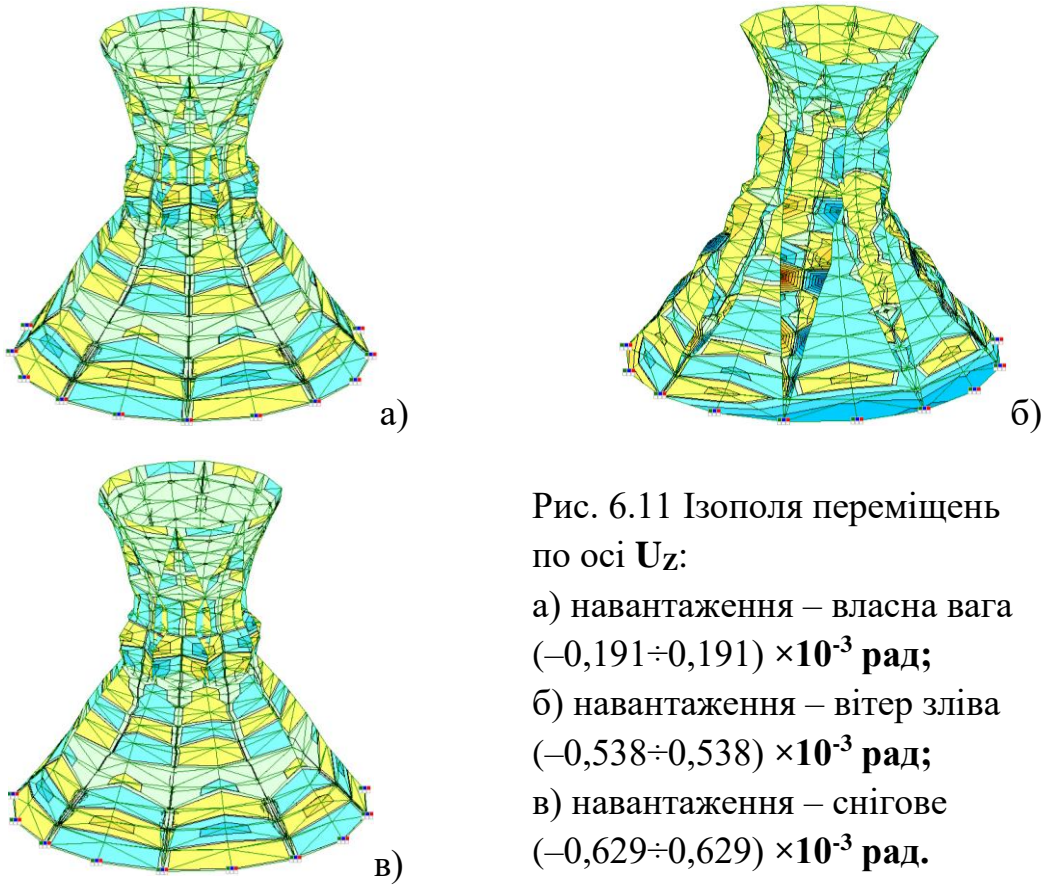 а)
б)
в)
Рис. 6.11 Ізополя переміщень
по осі Uz:
а) навантаження – власна вага
(–0,191÷0,191) ×10⁻³ рад;
б) навантаження – вітер зліва
(–0,538÷0,538) ×10⁻³ рад;
в) навантаження – снігове
(–0,629÷0,629) ×10⁻³ рад.